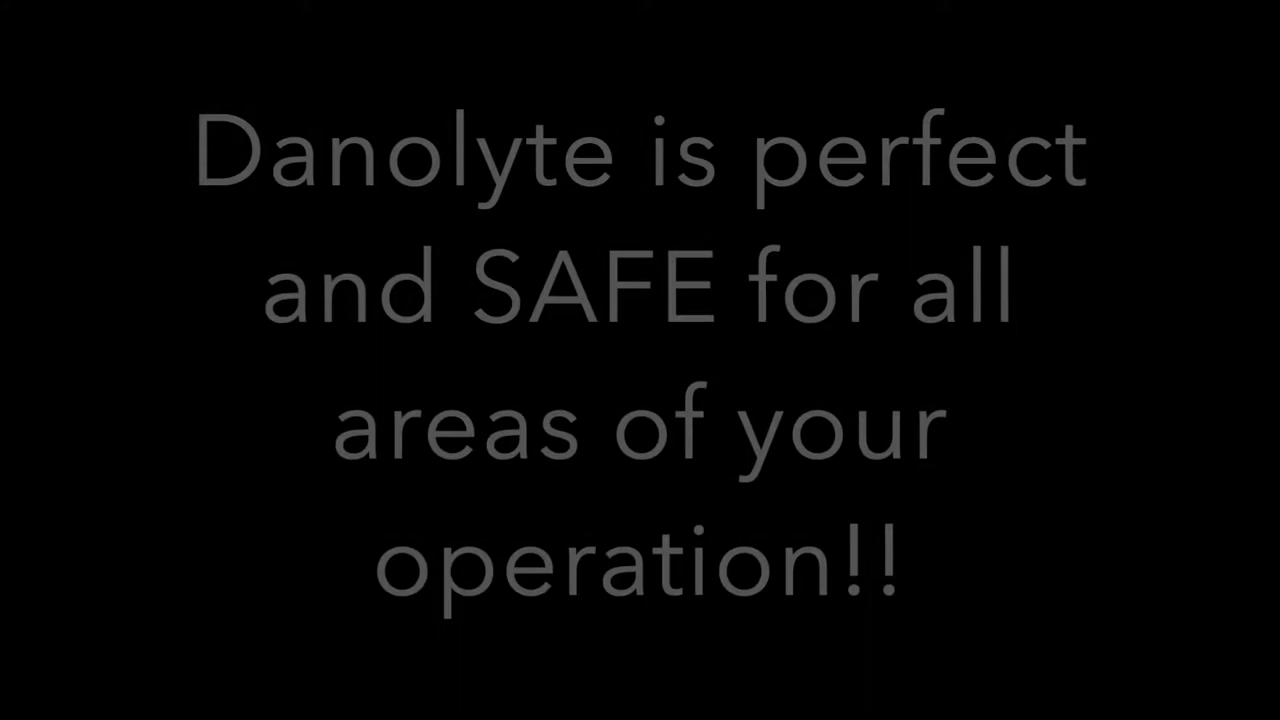 Danolyte is perfect
and SAFE for all
areas of your
operation!!